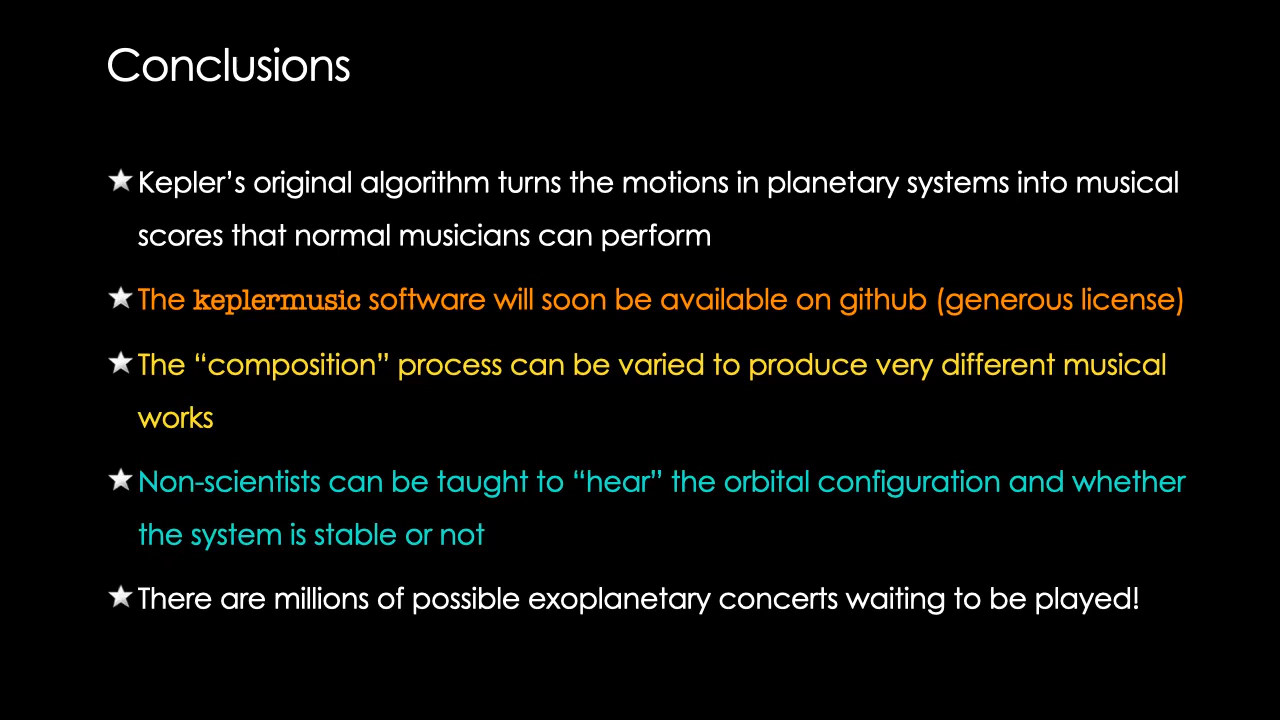 Conclusions
Kepler’s original algorithm turns the motions in planetary systems into musical
scores that normal musicians can perform
The keplermusic software will soon be available on github (generous license)
The “composition” process can be varied to produce very different musical
works
Non-scientists can be taught to “hear” the orbital configuration and whether
the system is stable or not
There are millions of possible exoplanetary concerts waiting to be played!